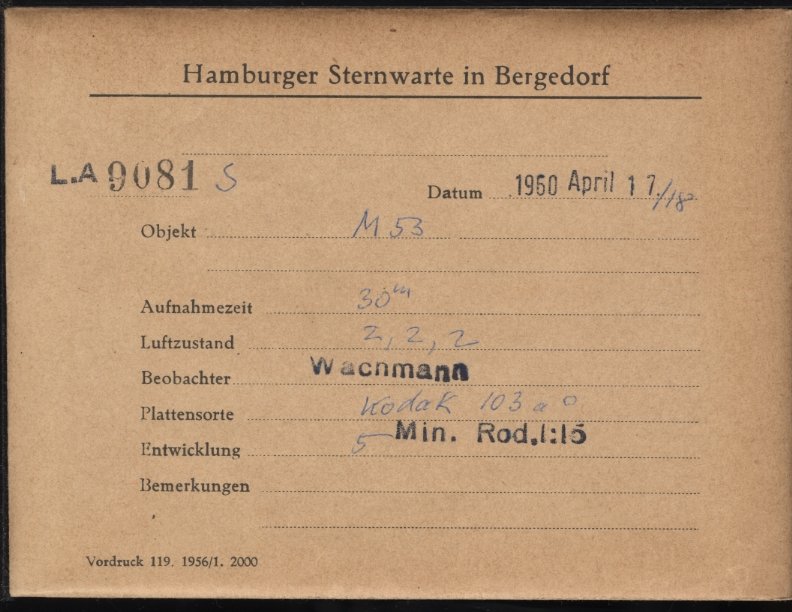 Hamburger Sternwarte in Bergedorf
L.A 9081 S
Datum 1960 April 17./18
Objekt M 53
Aufnahmezeit 30m
Luftzustand 2, 2, 2
Beobachter Wachmann
Plattensorte Kodak 103 a O
Entwicklung 5 Min. Rod.1:15
Bemerkungen
Vordruck 119. 1956/1. 2000